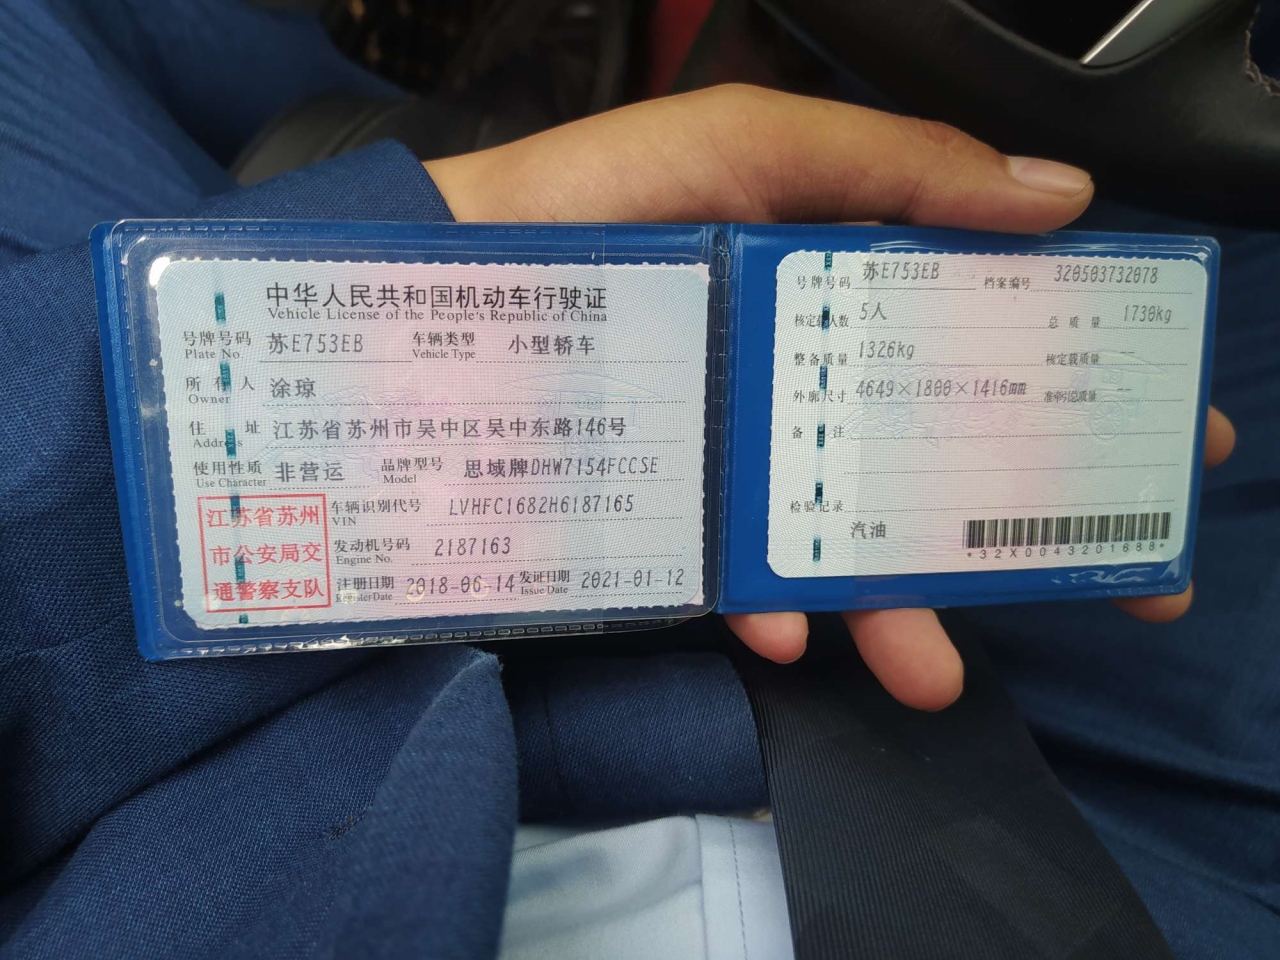 中华人民共和国机动车行驶证
Vehicle License of the People's Republic of China
号牌号码 苏E753EB 车辆类型 小型轿车
Plate No. Vehicle Type
所有人 涂琼
Owner
住址 江苏省苏州市吴中区吴中东路146号
Address
使用性质 非营运 品牌型号 思域牌DHW7154FCCSE
Use Character Model
江苏省苏州
市公安局交
通警察支队
车辆识别代号 LVHFC1682H6187165
VIN
发动机号码 2187163
Engine No.
注册日期 2018-06-14 发证日期 2021-01-12
Register Date Issue Date
号牌号码 苏E753EB 档案编号 320503732078
核定载人数 5人 总质量 1730kg
整备质量 1326kg 核定载质量 --
外廓尺寸 4649×1800×1416mm 准牵引总质量 --
备注
检验记录
汽油
*32X0043201688*